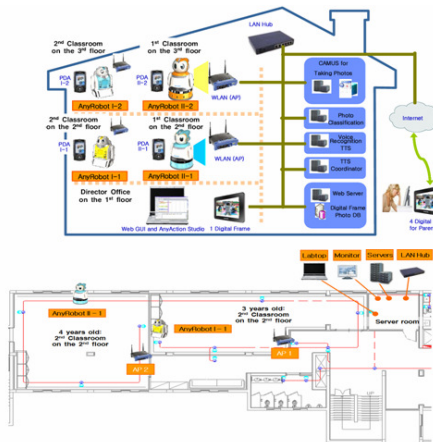 LAN Hub
2nd Classroom
on the 3rd floor
1st Classroom
on the 3rd floor
PDA
I-2
PDA
II-2
WLAN (AP)
AnyRobot I-2
AnyRobot II-2
2nd Classroom
on the 2nd floor
1st Classroom
on the 2nd floor
PDA
I-1
PDA
II-1
WLAN (AP)
AnyRobot I-1
AnyRobot II-1
Director Office
on the 1st floor
Web GUI and AnyAction Studio
1 Digital Frame
CAMUS for
Taking Photos
Photo
Classification
Voice
Recognition
TTS
TTS
Coordinator
Web Server
Digital Frame
Photo DB
Internet
4 Digital
for Paren
Labtop
Monitor
Servers
LAN Hub
Server room
AnyRobot II - 1
4 years old:
2nd Classroom
on the 2nd floor
3 years old:
2nd Classroom
on the 2nd floor
AnyRobot I - 1
AP 1
AP 2